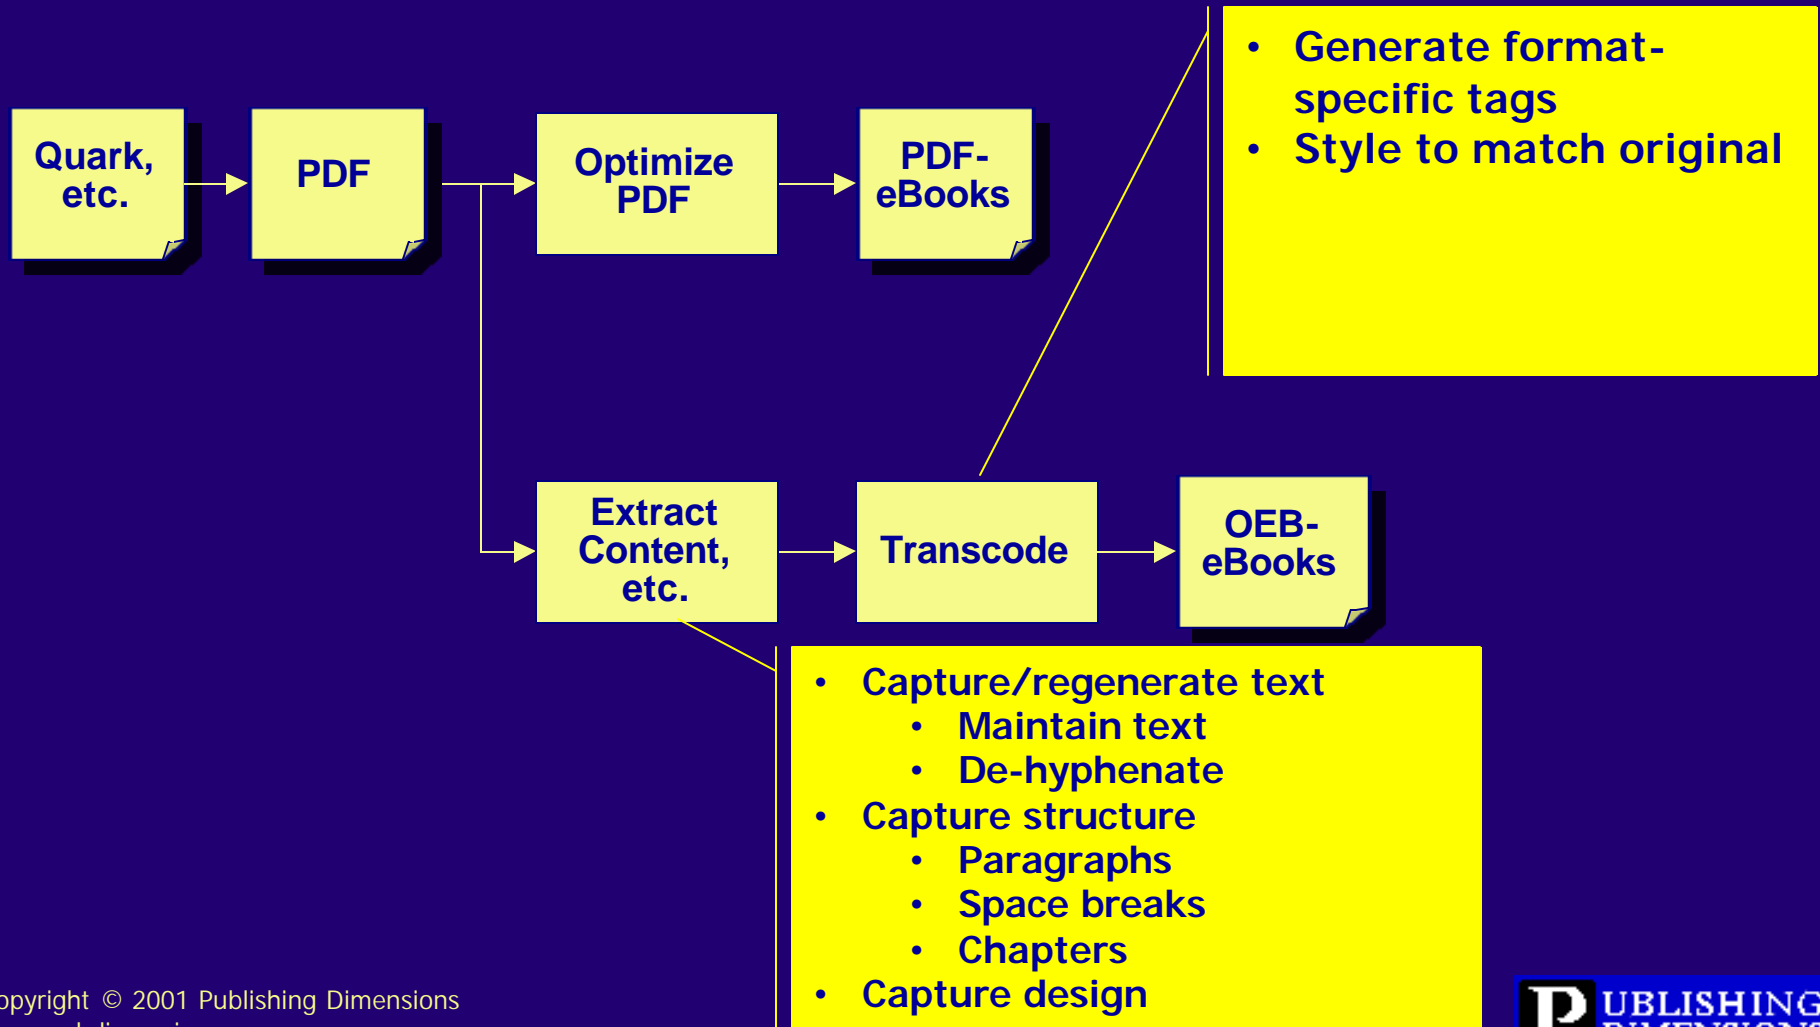 Quark,
etc.
PDF
Optimize
PDF
PDF-
eBooks
• Generate format-
specific tags
• Style to match original
Extract
Content,
etc.
Transcode
OEB-
eBooks
• Capture/regenerate text
• Maintain text
• De-hyphenate
• Capture structure
• Paragraphs
• Space breaks
• Chapters
• Capture design
opyright © 2001 Publishing Dimensions
PUBLISHING
DIMENSIONS